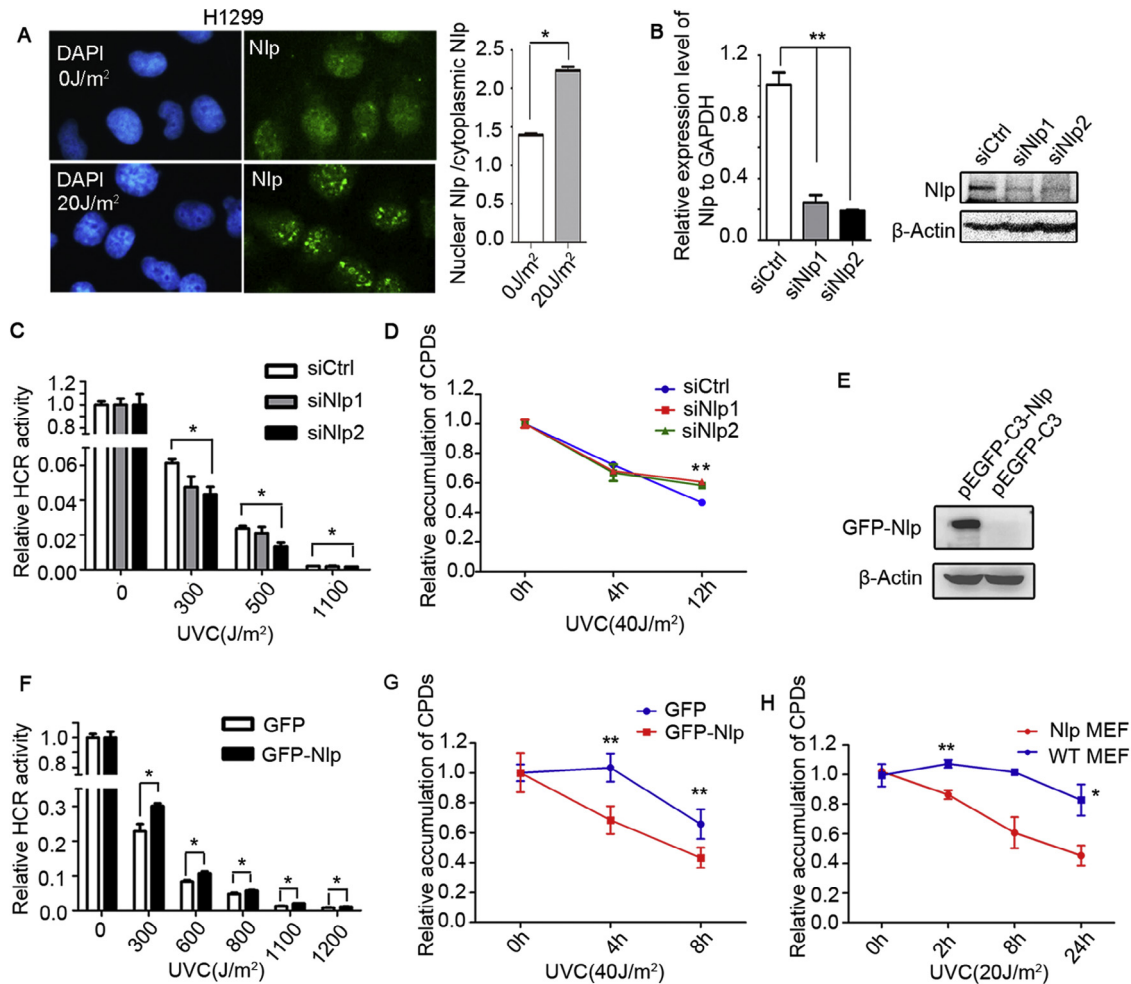 H1299
A
DAPI
0J/m²
Nlp
DAPI
20J/m²
Nlp
Nuclear Nlp /cytoplasmic Nlp
2.5
2.0
1.5
1.0
0.5
0.0
*
0J/m²
20J/m²
B
Relative expression level of
Nlp to GAPDH
1.2
0.9
0.6
0.4
0.2
0.0
**
siCtrl
siNlp1
siNlp2
siCtrl
siNlp1
siNlp2
Nlp
β-Actin
C
Relative HCR activity
1.2
1.0
0.8
0.06
0.04
0.02
0.00
siCtrl
siNlp1
siNlp2
*
*
*
0
300
500
1100
UVC(J/m²)
D
Relative accumulation of CPDs
1.2
1.0
0.8
0.6
0.4
0.2
0.0
siCtrl
siNlp1
siNlp2
**
0h
4h
12h
UVC(40J/m²)
E
pEGFP-C3-Nlp
pEGFP-C3
GFP-Nlp
β-Actin
F
Relative HCR activity
1.0
0.8
0.6
0.3
0.2
0.1
0.0
GFP
GFP-Nlp
*
*
*
*
*
0
300
600
800
1100
1200
UVC(J/m²)
G
Relative accumulation of CPDs
1.25
1.00
0.75
0.50
0.25
0.00
GFP
GFP-Nlp
**
**
0h
4h
8h
UVC(40J/m²)
H
Relative accumulation of CPDs
1.2
1.0
0.8
0.6
0.4
0.2
0.0
Nlp MEF
WT MEF
**
*
0h
2h
8h
24h
UVC(20J/m²)